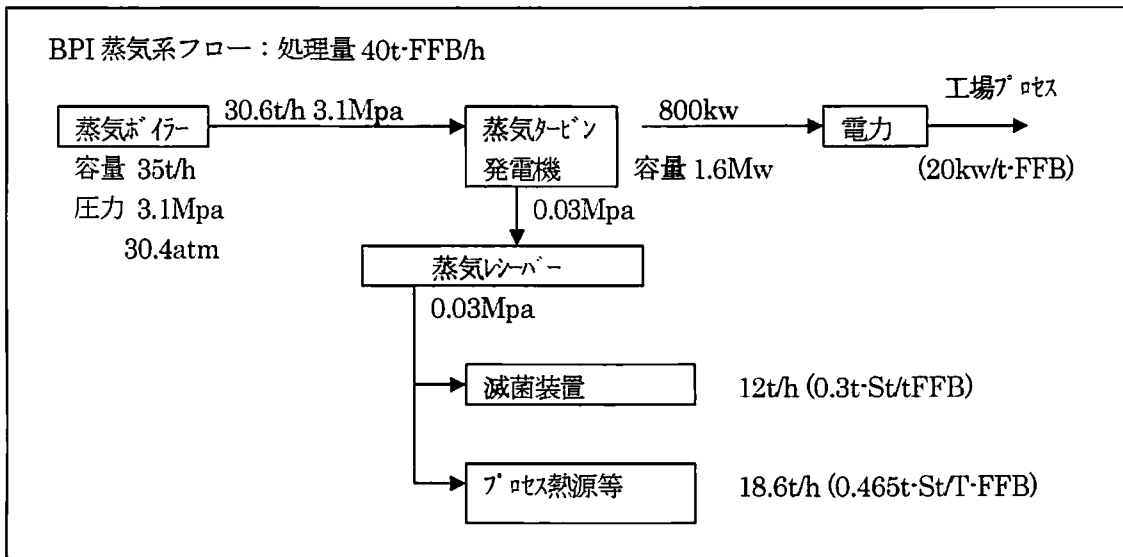 BPI 蒸気系フロー：処理量 40t-FFB/h
工場ﾌﾟﾛｾｽ
30.6t/h 3.1Mpa
800kw
蒸気ﾎﾞｲﾗｰ
蒸気ﾀｰﾋﾞﾝ
発電機
電力
容量 35t/h
容量 1.6Mw
(20kw/t-FFB)
圧力 3.1Mpa
0.03Mpa
30.4atm
蒸気ﾚｼｰﾊﾞｰ
0.03Mpa
滅菌装置
12t/h (0.3t-St/tFFB)
ﾌﾟﾛｾｽ熱源等
18.6t/h (0.465t-St/T-FFB)